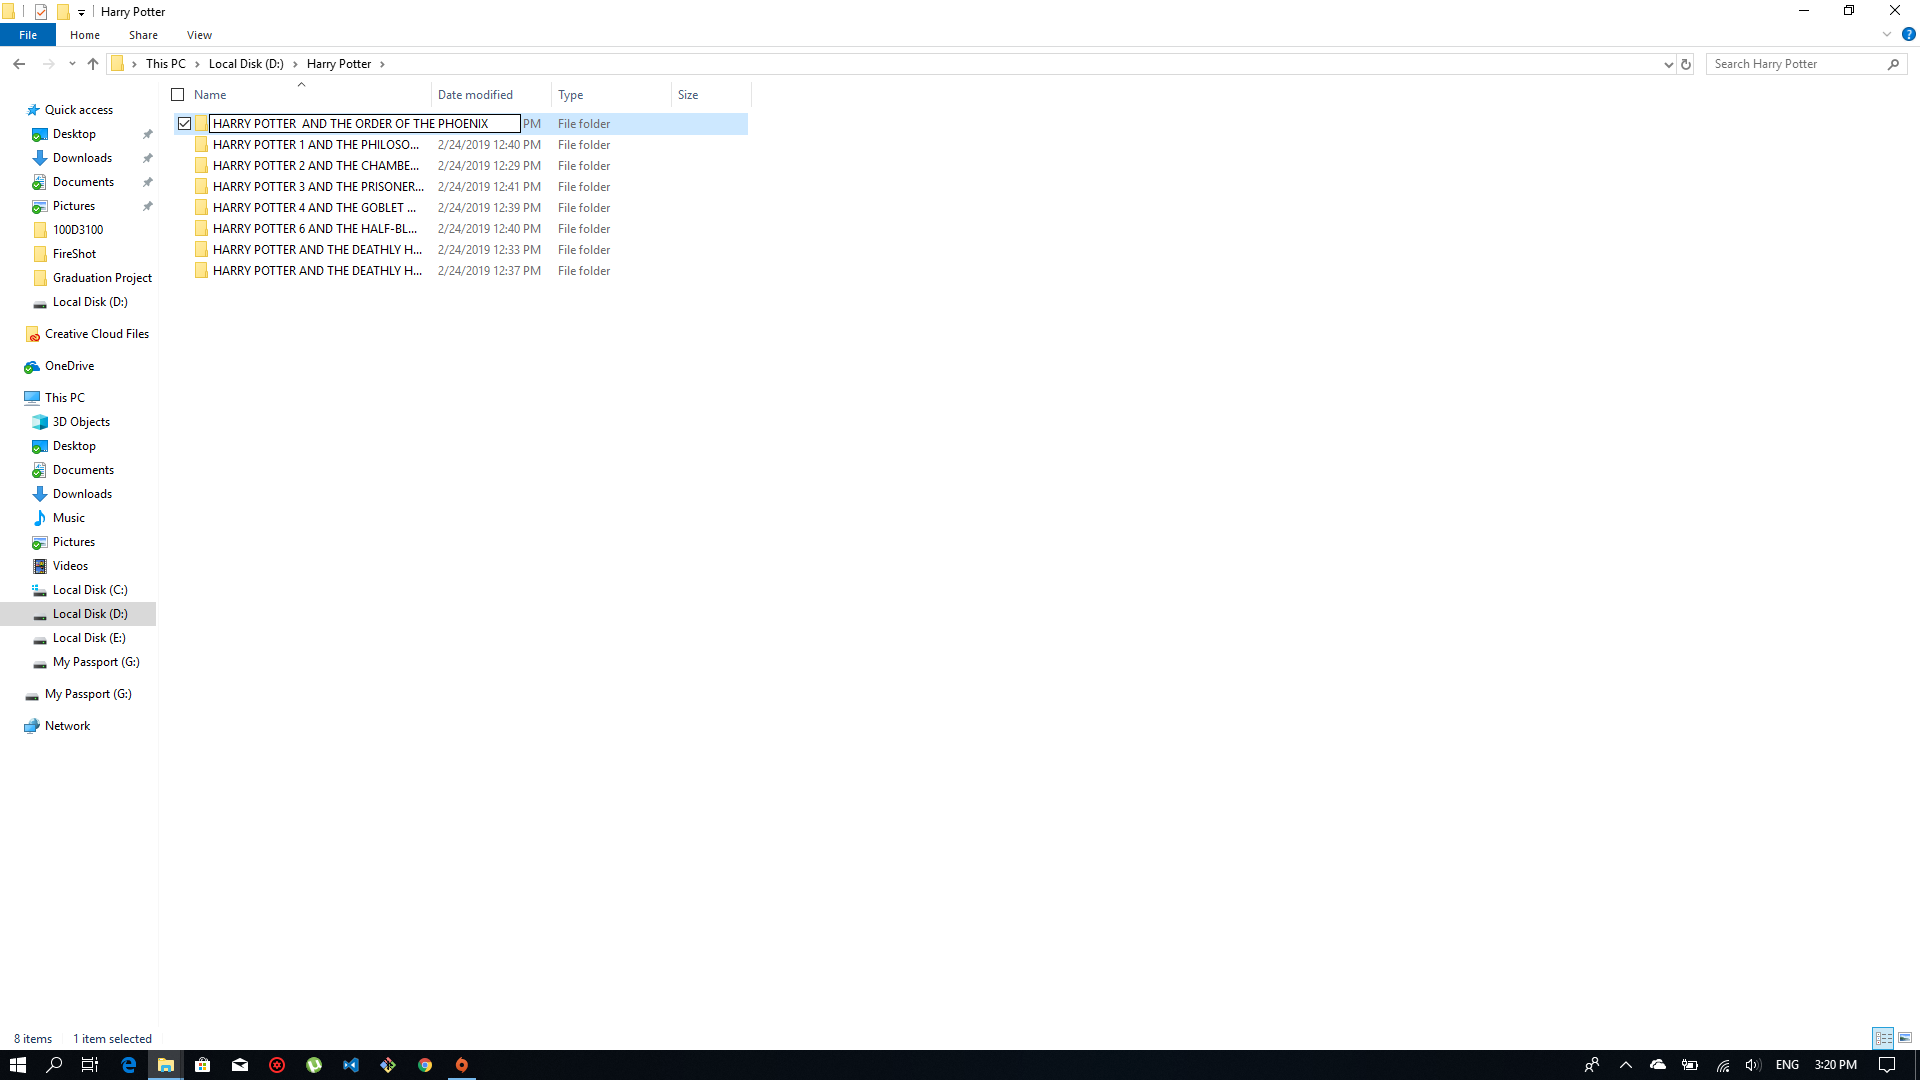 Harry Potter
File Home Share View
This PC Local Disk (D:) Harry Potter
Search Harry Potter
Name Date modified Type Size
HARRY POTTER  AND THE ORDER OF THE PHOENIX PM File folder
HARRY POTTER 1 AND THE PHILOSO... 2/24/2019 12:40 PM File folder
HARRY POTTER 2 AND THE CHAMBE... 2/24/2019 12:29 PM File folder
HARRY POTTER 3 AND THE PRISONER... 2/24/2019 12:41 PM File folder
HARRY POTTER 4 AND THE GOBLET ... 2/24/2019 12:39 PM File folder
HARRY POTTER 6 AND THE HALF-BL... 2/24/2019 12:40 PM File folder
HARRY POTTER AND THE DEATHLY H... 2/24/2019 12:33 PM File folder
HARRY POTTER AND THE DEATHLY H... 2/24/2019 12:37 PM File folder
Quick access
Desktop
Downloads
Documents
Pictures
100D3100
FireShot
Graduation Project
Local Disk (D:)
Creative Cloud Files
OneDrive
This PC
3D Objects
Desktop
Documents
Downloads
Music
Pictures
Videos
Local Disk (C:)
Local Disk (D:)
Local Disk (E:)
My Passport (G:)
My Passport (G:)
Network
8 items 1 item selected
ENG 3:20 PM